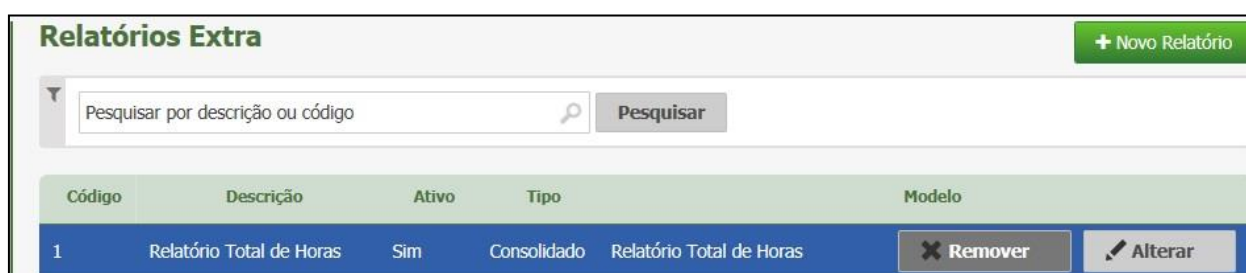 Relatórios Extra
+ Novo Relatório
Pesquisar por descrição ou código
Pesquisar
Código Descrição Ativo Tipo Modelo
1 Relatório Total de Horas Sim Consolidado Relatório Total de Horas Remover Alterar